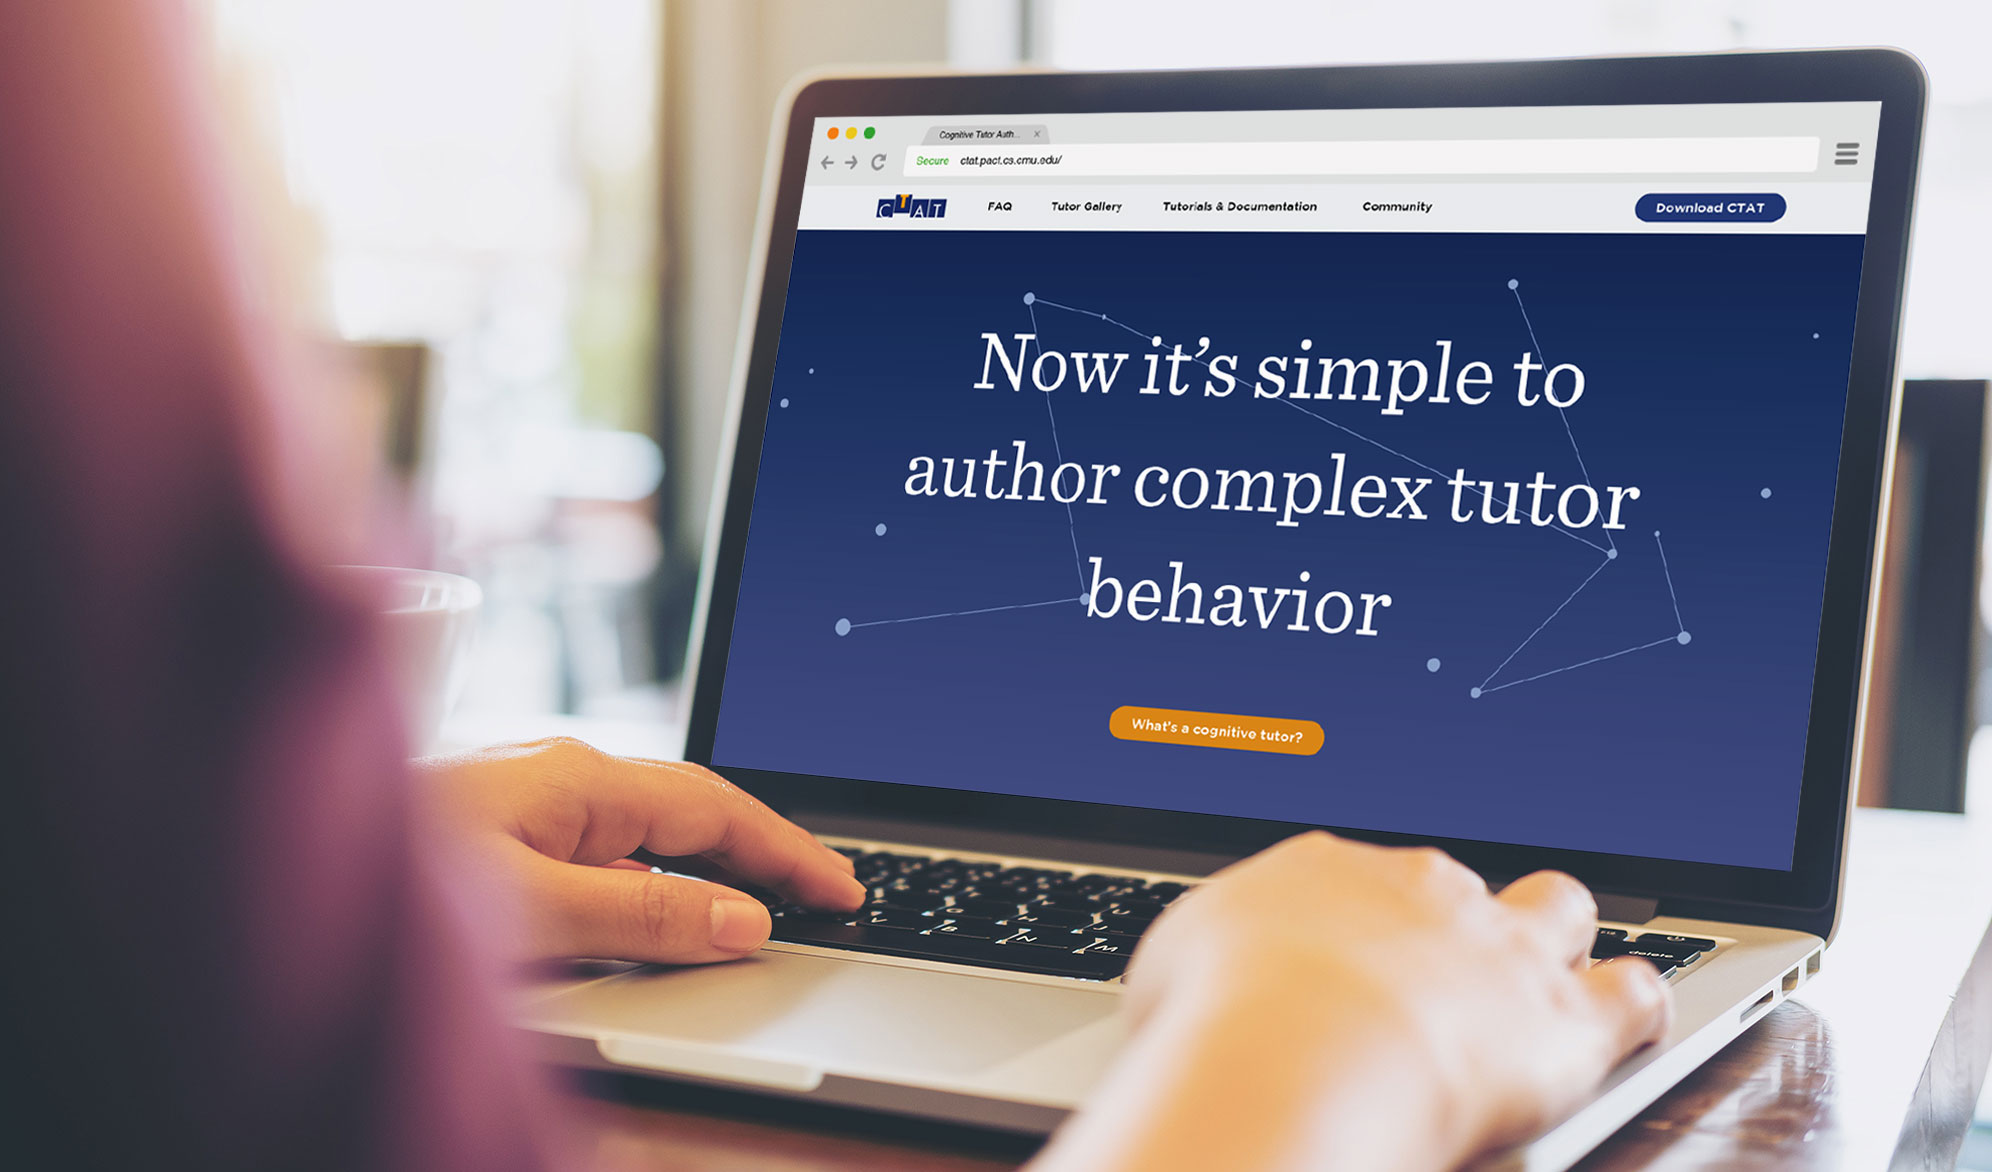 Cognitive Tutor Auth...
Secure ctat.pact.cs.cmu.edu/
CTAT FAQ Tutor Gallery Tutorials & Documentation Community Download CTAT
Now it's simple to
author complex tutor
behavior
What's a cognitive tutor?
G H J
V B N M
delete